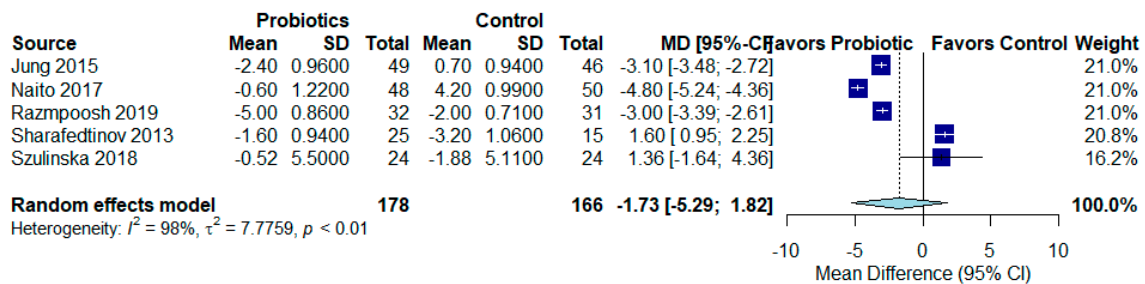 Probiotics Control
Source Mean SD Total Mean SD Total MD [95%-CI] Favors Probiotic Favors Control Weight
Jung 2015 -2.40 0.9600 49 0.70 0.9400 46 -3.10 [-3.48; -2.72] 21.0%
Naito 2017 -0.60 1.2200 48 4.20 0.9900 50 -4.80 [-5.24; -4.36] 21.0%
Razmpoosh 2019 -5.00 0.8600 32 -2.00 0.7100 31 -3.00 [-3.39; -2.61] 21.0%
Sharafedtinov 2013 -1.60 0.9400 25 -3.20 1.0600 15 1.60 [ 0.95; 2.25] 20.8%
Szulinska 2018 -0.52 5.5000 24 -1.88 5.1100 24 1.36 [-1.64; 4.36] 16.2%
Random effects model 178 166 -1.73 [-5.29; 1.82] 100.0%
Heterogeneity: I² = 98%, τ² = 7.7759, p < 0.01
-10 -5 0 5 10
Mean Difference (95% CI)